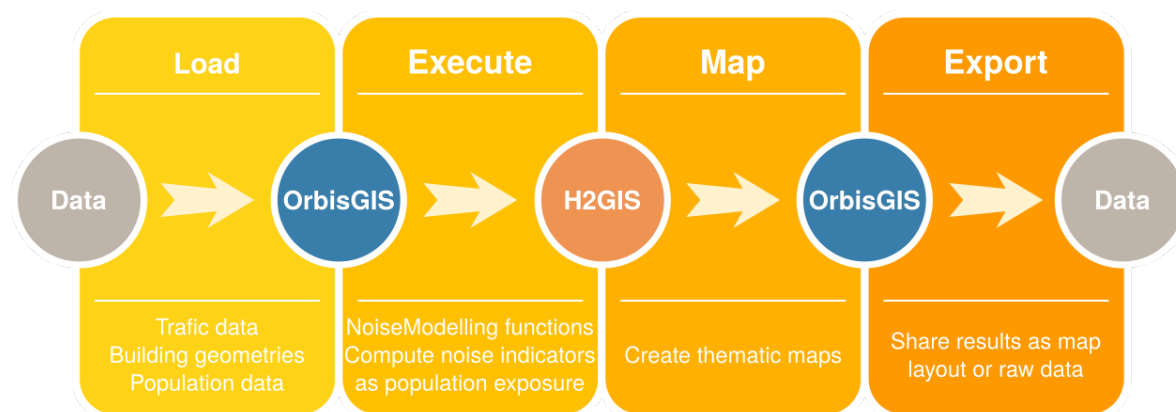 Load
Execute
Map
Export
Data
OrbisGIS
H2GIS
OrbisGIS
Data
Trafic data
Building geometries
Population data
NoiseModelling functions
Compute noise indicators
as population exposure
Create thematic maps
Share results as map
layout or raw data